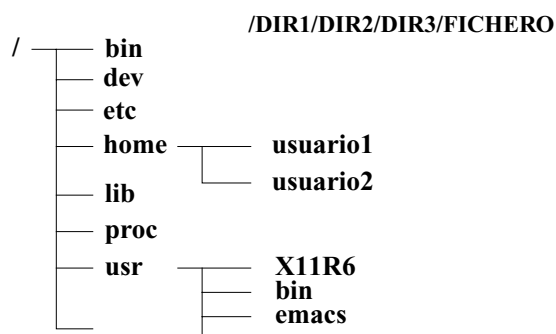 /DIR1/DIR2/DIR3/FICHERO
/ bin
dev
etc
home usuario1
usuario2
lib
proc
usr X11R6
bin
emacs